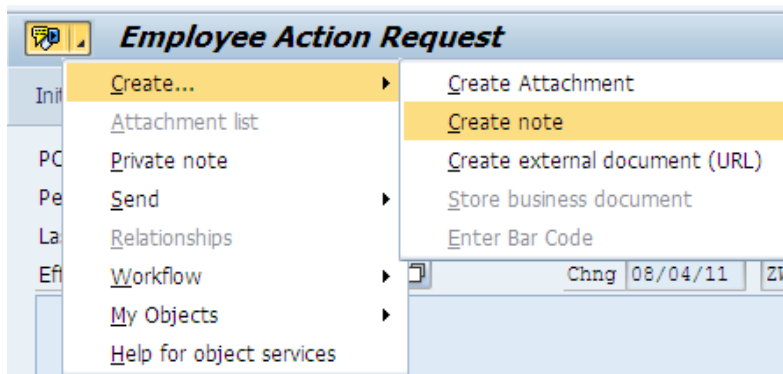 Employee Action Request
Create...
Create Attachment
Attachment list
Create note
Private note
Create external document (URL)
Send
Store business document
Relationships
Enter Bar Code
Workflow
Chng 08/04/11
My Objects
Help for object services